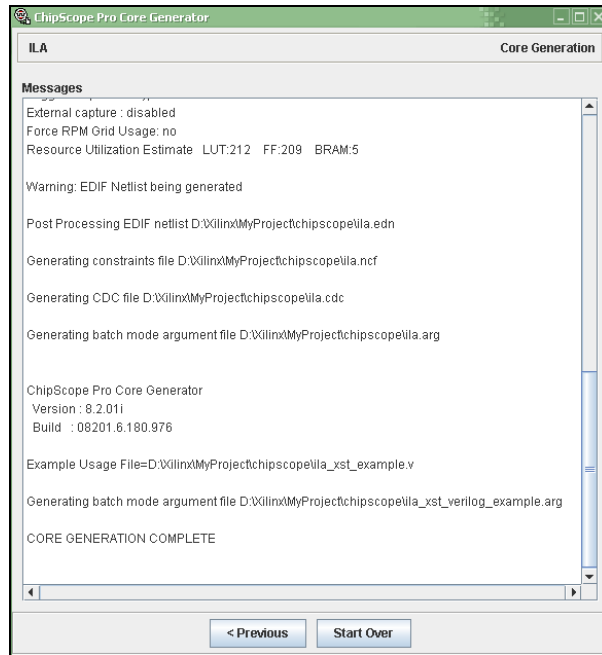 ChipScope Pro Core Generator
ILA Core Generation
Messages
External capture : disabled
Force RPM Grid Usage: no
Resource Utilization Estimate LUT:212 FF:209 BRAM:5
Warning: EDIF Netlist being generated
Post Processing EDIF netlist D:\Xilinx\MyProject\chipscope\ila.edn
Generating constraints file D:\Xilinx\MyProject\chipscope\ila.ncf
Generating CDC file D:\Xilinx\MyProject\chipscope\ila.cdc
Generating batch mode argument file D:\Xilinx\MyProject\chipscope\ila.arg
ChipScope Pro Core Generator
Version : 8.2.01i
Build : 08201.6.180.976
Example Usage File=D:\Xilinx\MyProject\chipscope\ila_xst_example.v
Generating batch mode argument file D:\Xilinx\MyProject\chipscope\ila_xst_verilog_example.arg
CORE GENERATION COMPLETE
< Previous Start Over